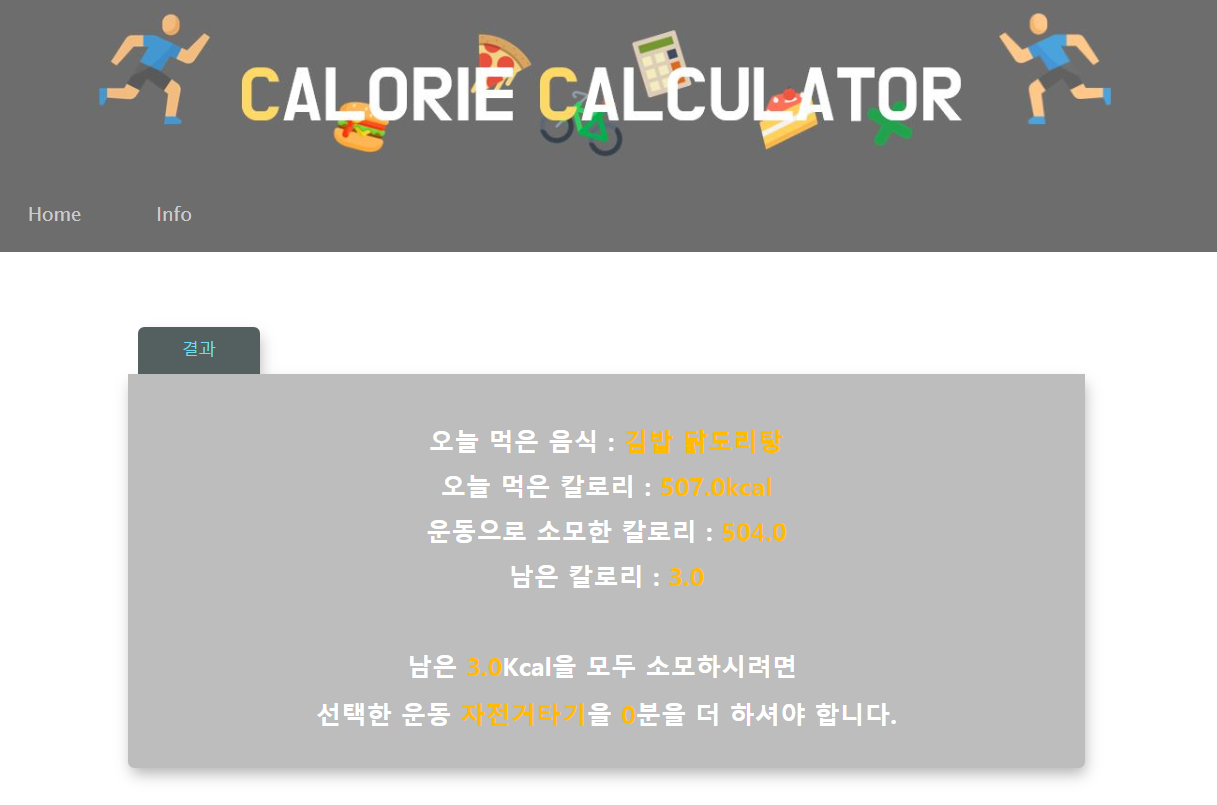 CALORIE CALCULATOR
Home Info
결과
오늘 먹은 음식 : 김밥 닭도리탕
오늘 먹은 칼로리 : 507.0kcal
운동으로 소모한 칼로리 : 504.0
남은 칼로리 : 3.0
남은 3.0Kcal을 모두 소모하시려면
선택한 운동 자전거타기을 0분을 더 하셔야 합니다.